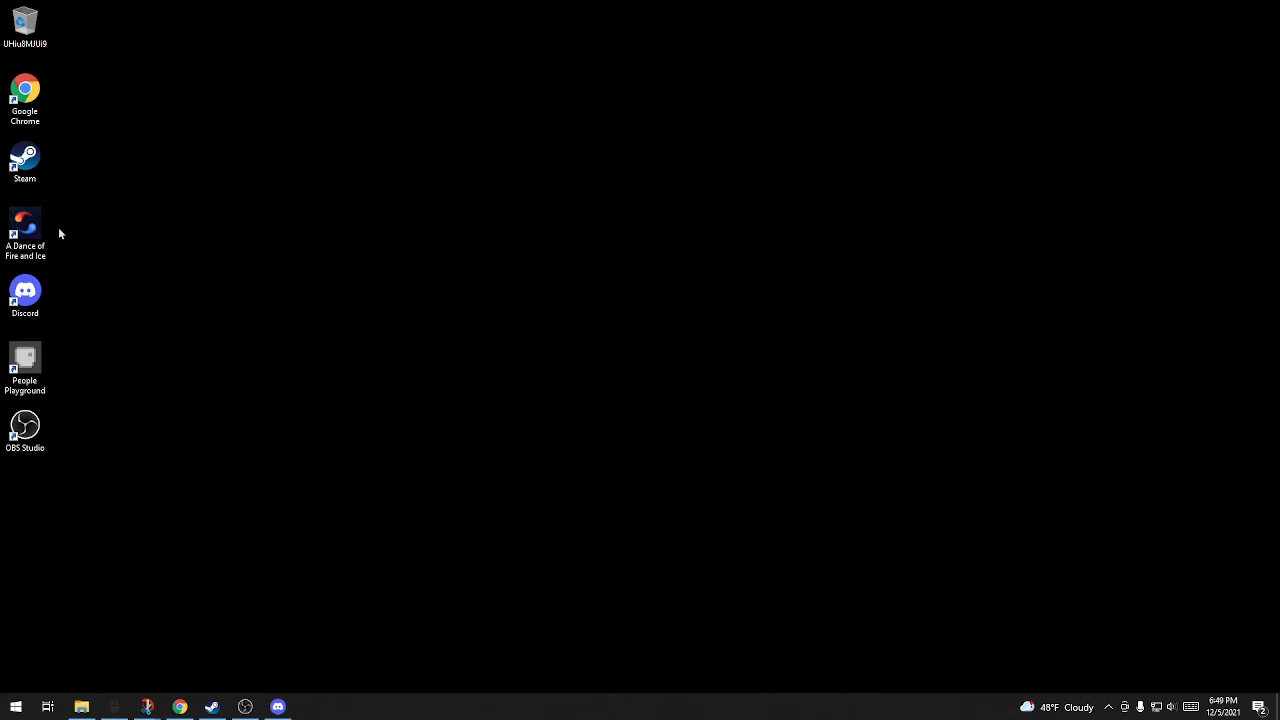 UHiu8MJUi9
Google
Chrome
Steam
A Dance of
Fire and Ice
Discord
People
Playground
OBS Studio
48°F Cloudy
6:49 PM
12/5/2021
2